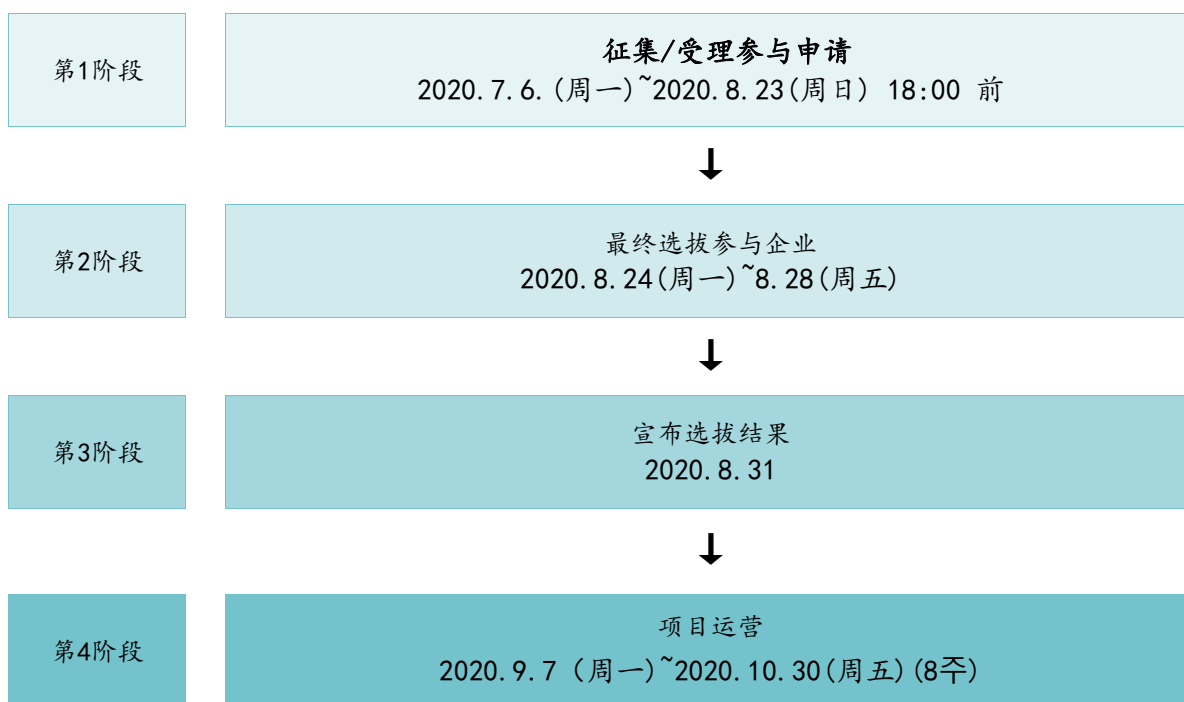 第1阶段
征集/受理参与申请
2020.7.6.(周一)~2020.8.23(周日) 18:00 前
第2阶段
最终选拔参与企业
2020.8.24(周一)~8.28(周五)
第3阶段
宣布选拔结果
2020.8.31
第4阶段
项目运营
2020.9.7 (周一)~2020.10.30(周五)(8주)